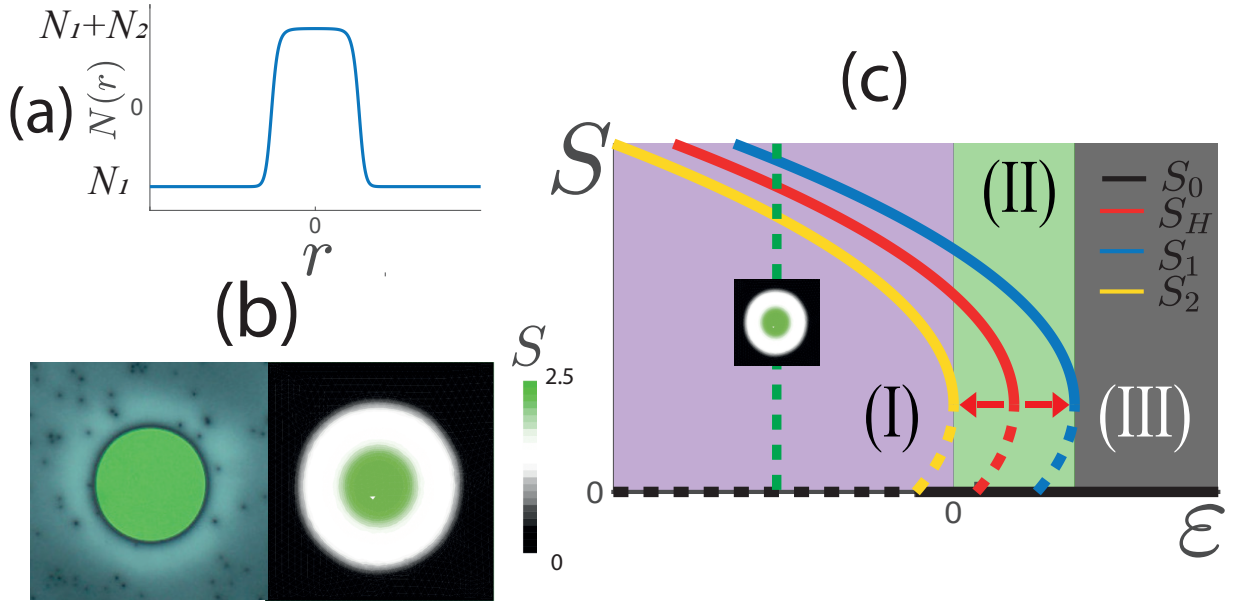 (a)
N1+N2
N(r)
0
N1
0
r
(b)
S
2.5
0
(c)
S
(II)
S0
SH
S1
S2
(I)
(III)
0
0
ε